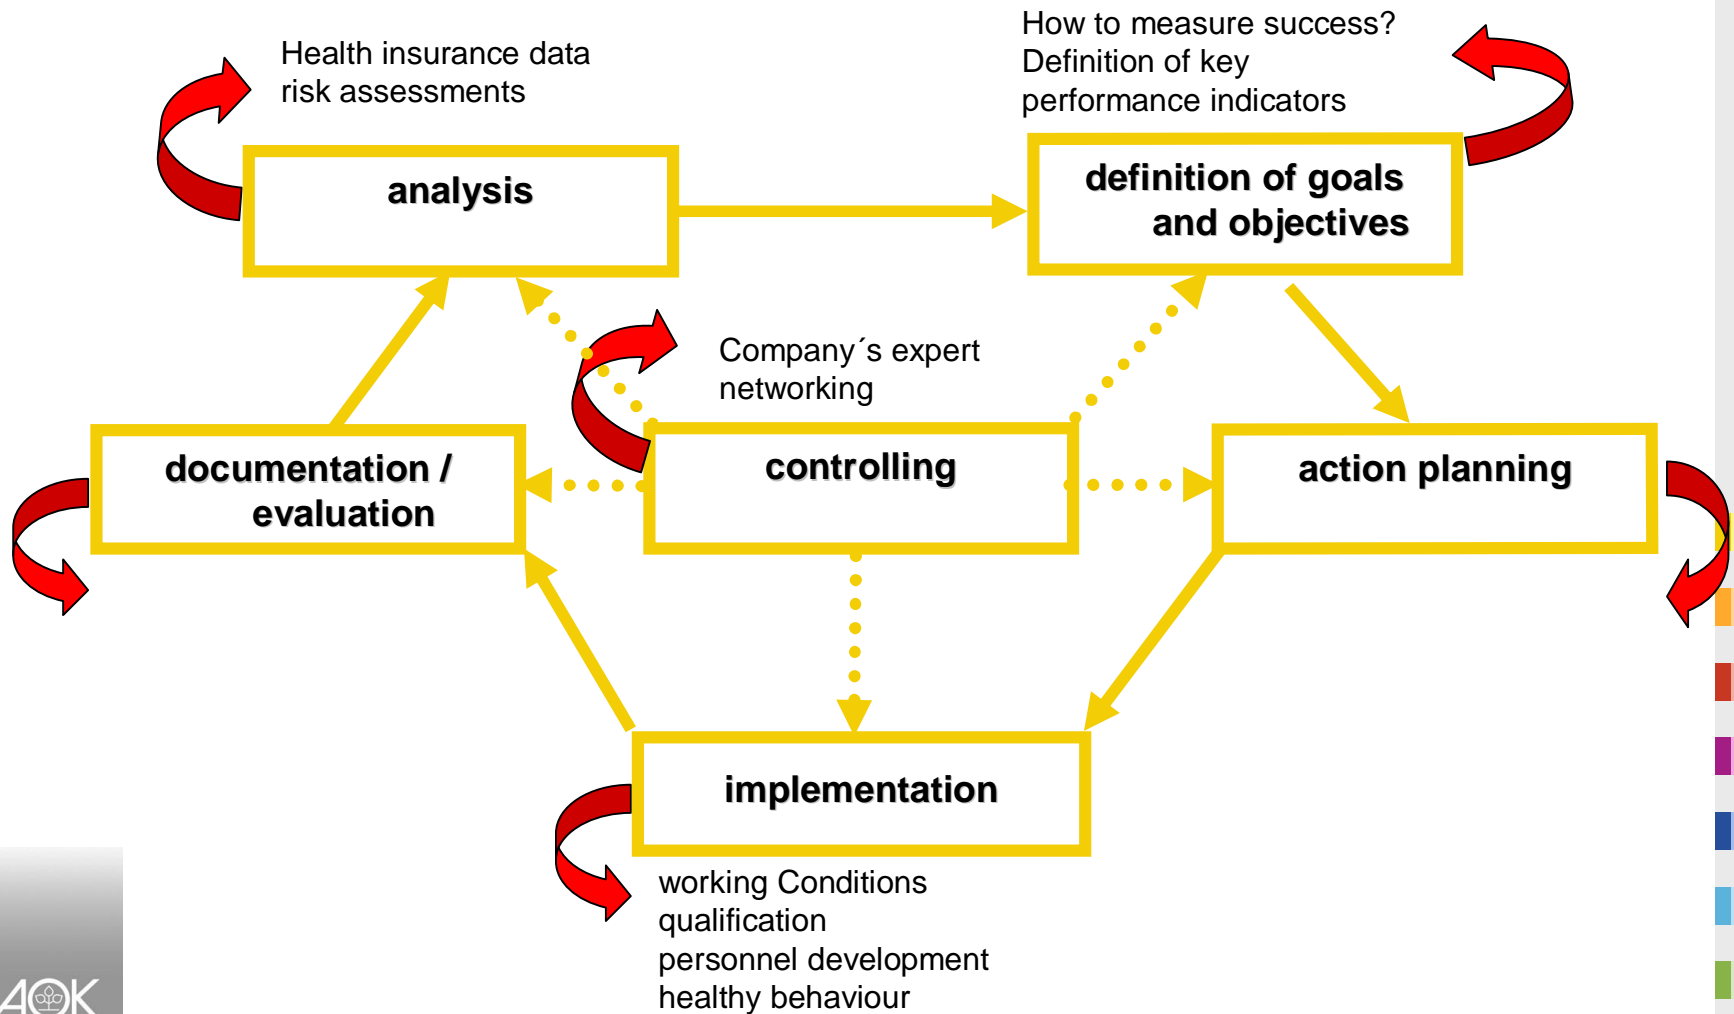 Health insurance data
risk assessments
How to measure success?
Definition of key
performance indicators
analysis
definition of goals
and objectives
Company´s expert
networking
documentation /
evaluation
controlling
action planning
implementation
working Conditions
qualification
personnel development
healthy behaviour
AOK